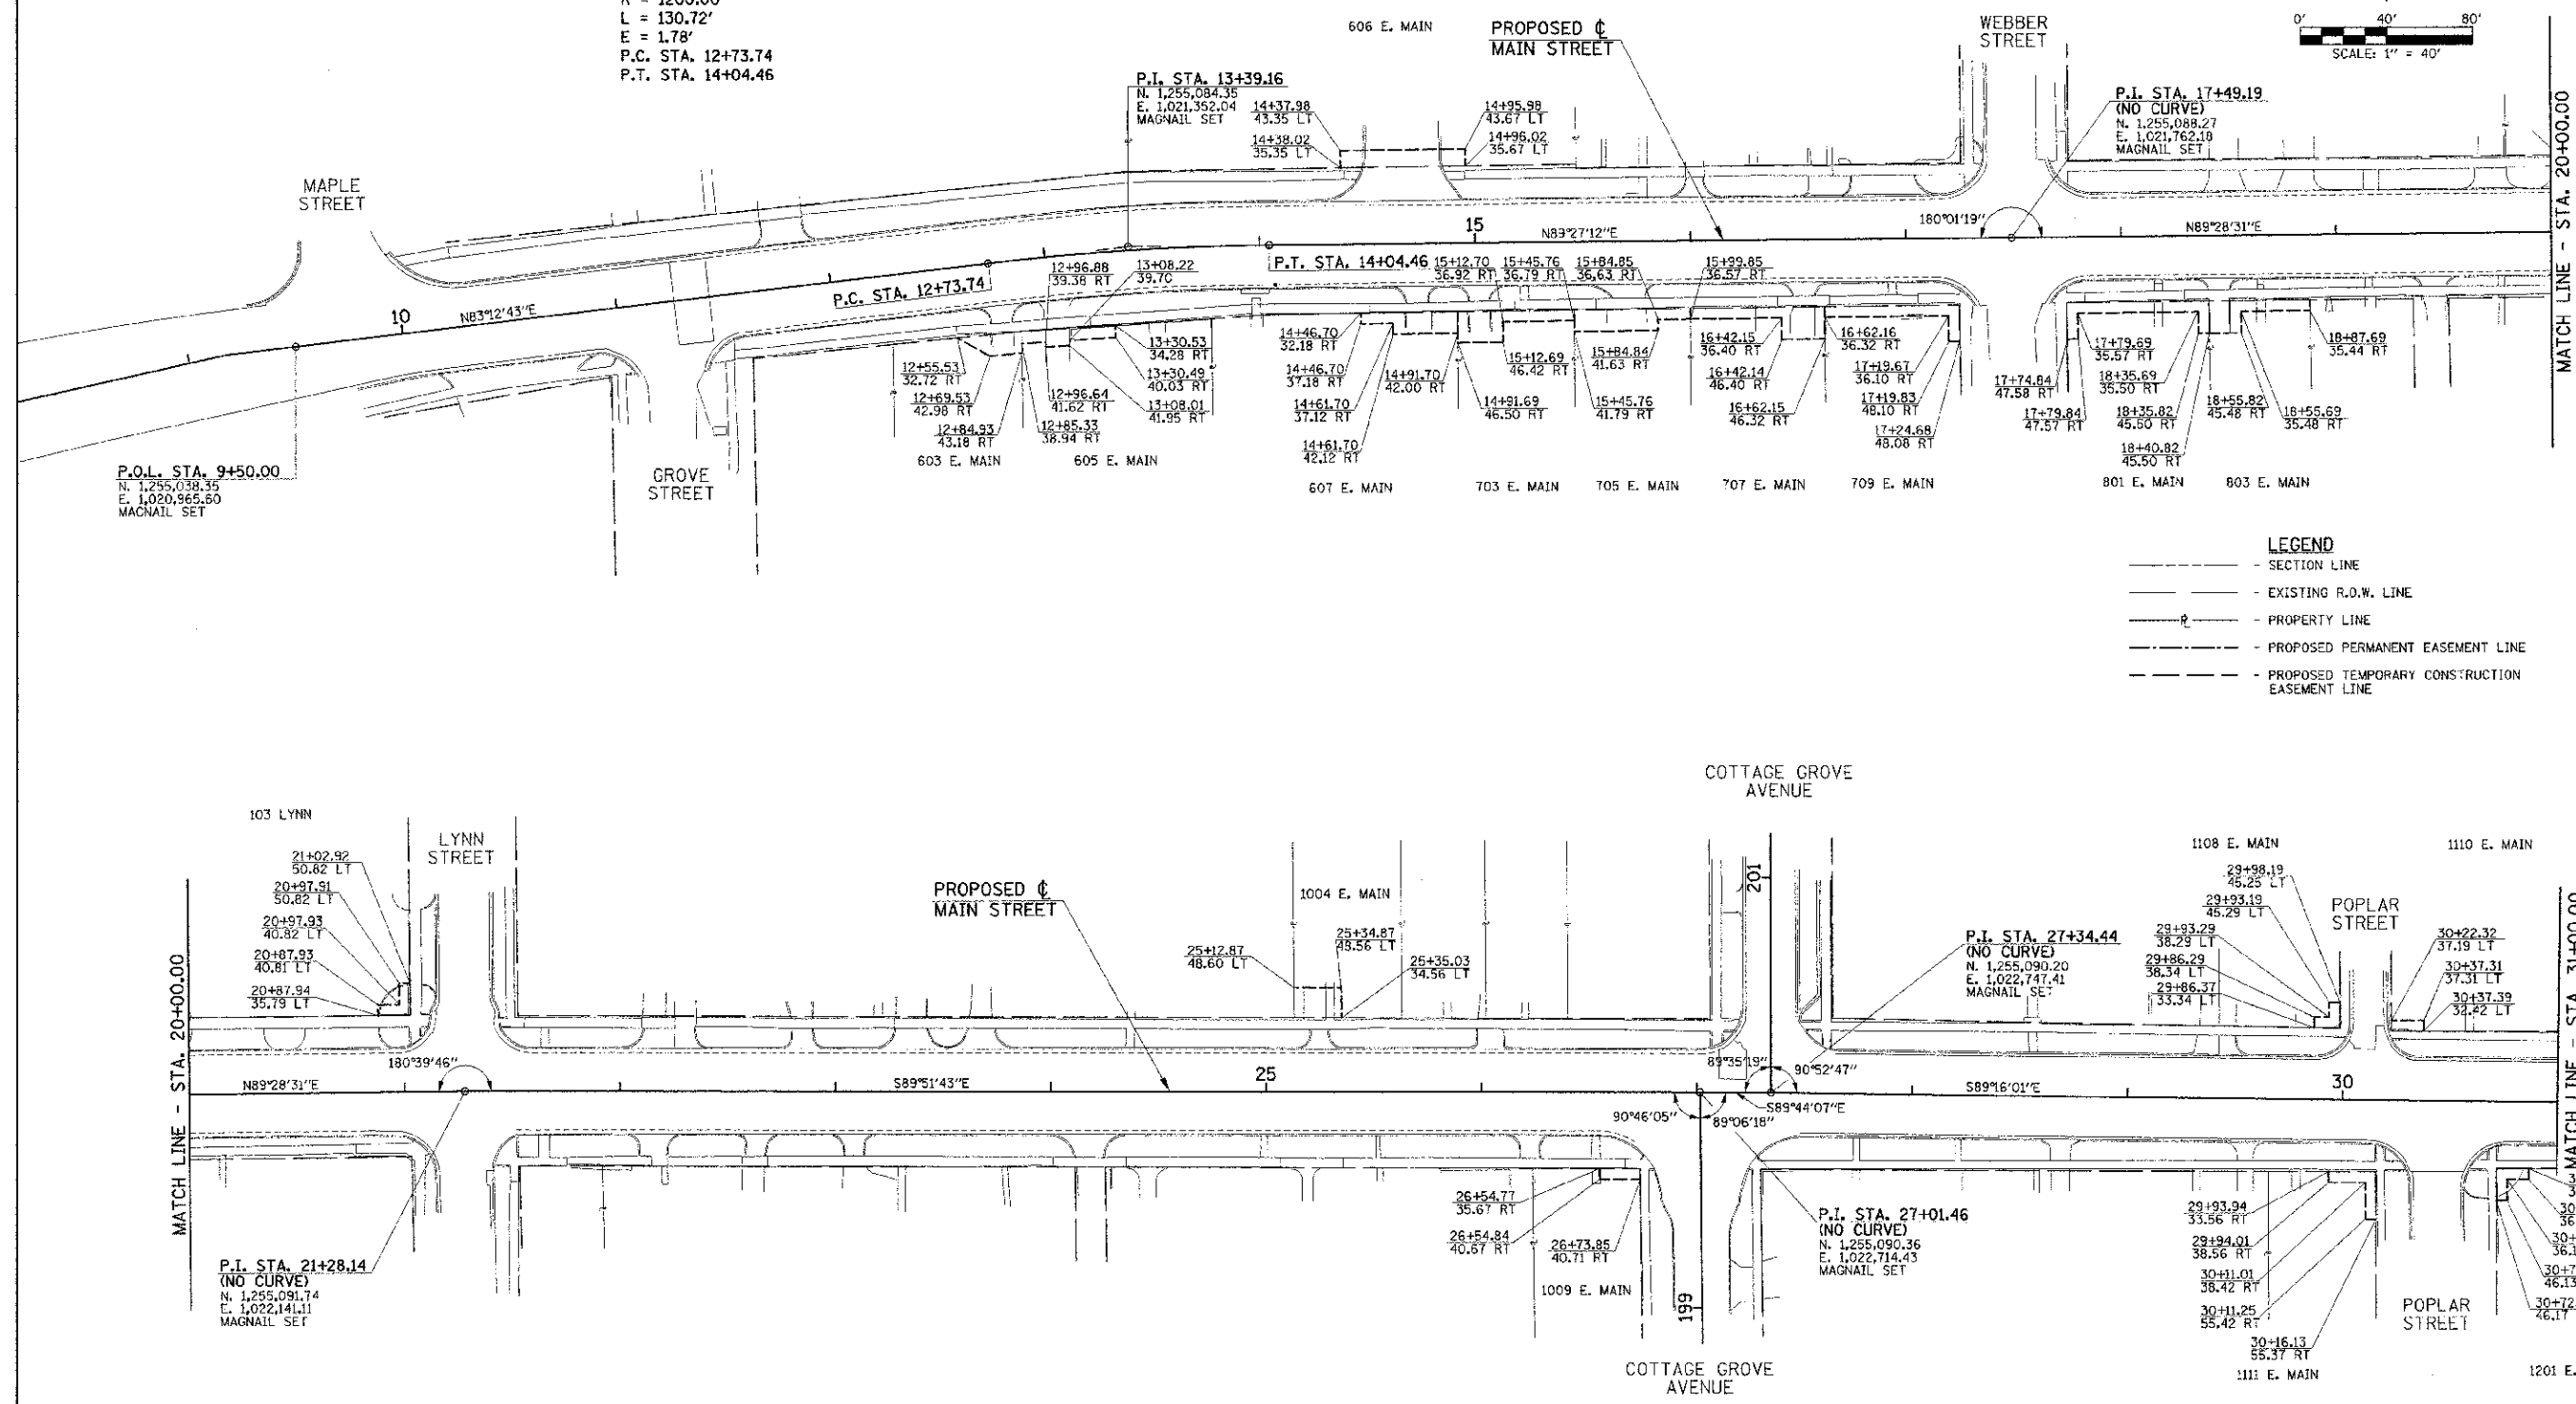 L = 130.72'
E = 1.78'
P.C. STA. 12+73.74
P.T. STA. 14+04.46
606 E. MAIN
PROPOSED ℄
MAIN STREET
WEBBER
STREET
0' 40' 80'
SCALE: 1" = 40'
P.I. STA. 13+39.16
N. 1,255,084.35
E. 1,021,352.04
MAGNAIL SET
14+37.98
43.35 LT
14+38.02
35.35 LT
14+95.98
43.67 LT
14+96.02
35.67 LT
P.I. STA. 17+49.19
(NO CURVE)
N. 1,255,088.27
E. 1,021,762.18
MAGNAIL SET
MATCH LINE - STA. 20+00.00
MAPLE
STREET
10
N83°12'43"E
P.C. STA. 12+73.74
12+96.88
39.38 RT
13+08.22
39.70
P.T. STA. 14+04.46
15
N89°27'12"E
180°01'19"
N89°28'31"E
15+12.70
36.92 RT
15+45.76
36.79 RT
15+84.85
36.63 RT
15+99.85
36.57 RT
12+55.53
32.72 RT
12+69.53
42.98 RT
12+84.93
43.18 RT
12+85.33
38.94 RT
12+96.64
41.62 RT
13+08.01
41.95 RT
13+30.53
34.28 RT
13+30.49
40.03 RT
14+46.70
32.18 RT
14+46.70
37.18 RT
14+61.70
37.12 RT
14+61.70
42.12 RT
14+91.70
42.00 RT
14+91.69
46.50 RT
15+12.69
46.42 RT
15+45.76
41.79 RT
15+84.84
41.63 RT
16+42.15
36.40 RT
16+42.14
46.40 RT
16+62.16
36.32 RT
16+62.15
46.32 RT
17+19.67
36.10 RT
17+19.83
48.10 RT
17+24.68
48.08 RT
17+74.84
47.58 RT
17+79.69
35.57 RT
17+79.84
47.57 RT
18+35.69
35.50 RT
18+35.82
45.50 RT
18+40.82
45.50 RT
18+55.82
45.48 RT
18+55.69
35.48 RT
18+87.69
35.44 RT
P.O.L. STA. 9+50.00
N. 1,255,038.35
E. 1,020,965.60
MAGNAIL SET
GROVE
STREET
603 E. MAIN
605 E. MAIN
607 E. MAIN
703 E. MAIN
705 E. MAIN
707 E. MAIN
709 E. MAIN
801 E. MAIN
803 E. MAIN
LEGEND
- SECTION LINE
- EXISTING R.O.W. LINE
- PROPERTY LINE
- PROPOSED PERMANENT EASEMENT LINE
- PROPOSED TEMPORARY CONSTRUCTION
EASEMENT LINE
COTTAGE GROVE
AVENUE
103 LYNN
LYNN
STREET
21+02.92
50.82 LT
20+97.91
50.82 LT
20+97.93
40.82 LT
20+87.93
40.81 LT
20+87.94
35.79 LT
PROPOSED ℄
MAIN STREET
1004 E. MAIN
25+12.87
48.60 LT
25+34.87
48.56 LT
25+35.03
34.56 LT
201
P.I. STA. 27+34.44
(NO CURVE)
N. 1,255,090.20
E. 1,022,747.41
MAGNAIL SET
1108 E. MAIN
1110 E. MAIN
29+98.19
45.25 LT
29+93.19
45.29 LT
29+93.29
38.29 LT
29+86.29
38.34 LT
29+86.37
33.34 LT
POPLAR
STREET
30+22.32
37.19 LT
30+37.31
37.31 LT
30+37.39
32.42 LT
MATCH LINE - STA. 20+00.00
N89°28'31"E
180°39'46"
S89°51'43"E
25
89°35'19"
90°52'47"
S89°16'01"E
30
90°46'05"
89°06'18"
S89°44'07"E
MATCH LINE - STA. 31+00.00
P.I. STA. 21+28.14
(NO CURVE)
N. 1,255,091.74
E. 1,022,141.11
MAGNAIL SET
26+54.77
35.67 RT
26+54.84
40.67 RT
26+73.85
40.71 RT
1009 E. MAIN
199
P.I. STA. 27+01.46
(NO CURVE)
N. 1,255,090.36
E. 1,022,714.43
MAGNAIL SET
29+93.94
33.56 RT
29+94.01
38.56 RT
30+11.01
38.42 RT
30+11.25
55.42 RT
30+16.13
55.37 RT
POPLAR
STREET
COTTAGE GROVE
AVENUE
1111 E. MAIN
1201 E.